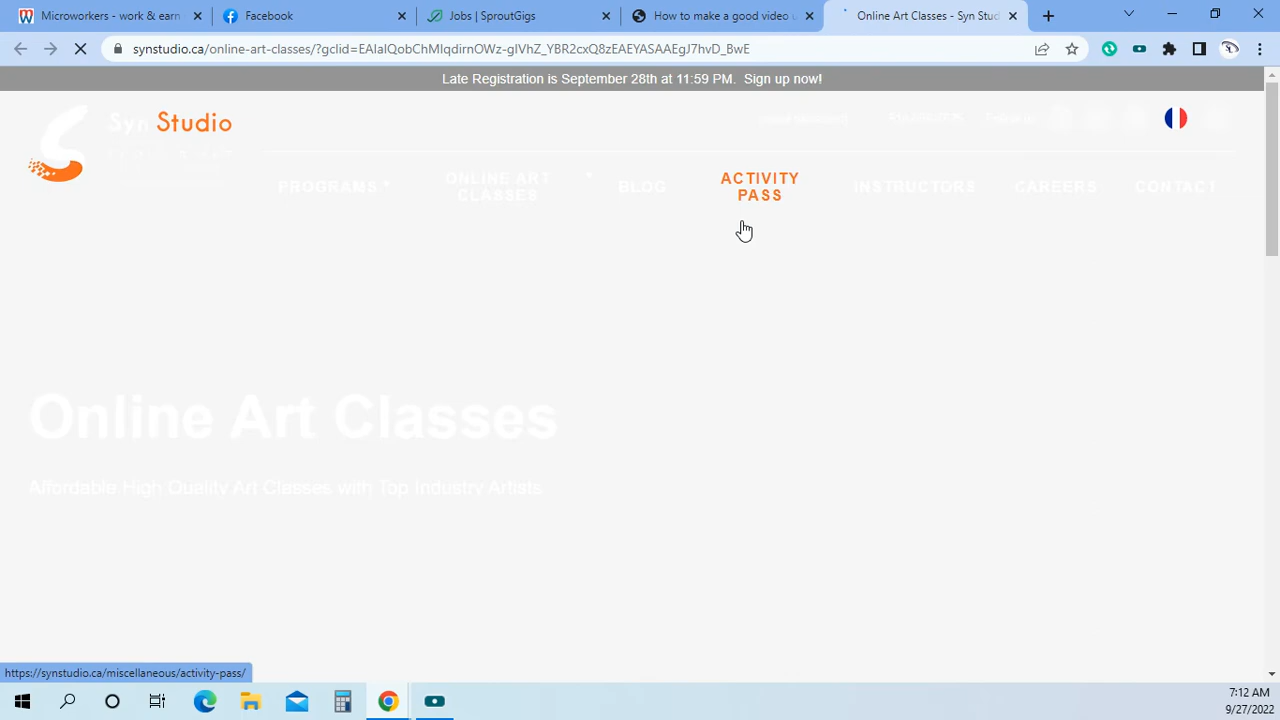 Microworkers - work & earn
Facebook
Jobs | SproutGigs
How to make a good video u
Online Art Classes - Syn Stud
synstudio.ca/online-art-classes/?gclid=EAIaIQobChMIqdirnOWz-gIVhZ_YBR2cxQ8zEAEYASAAEgJ7hvD_BwE
Late Registration is September 28th at 11:59 PM. Sign up now!
Syn Studio
PROGRAMS
ONLINE ART
CLASSES
BLOG
ACTIVITY
PASS
INSTRUCTORS
CAREERS
CONTACT
Online Art Classes
Affordable High Quality Art Classes with Top Industry Artists
https://synstudio.ca/miscellaneous/activity-pass/
7:12 AM
9/27/2022